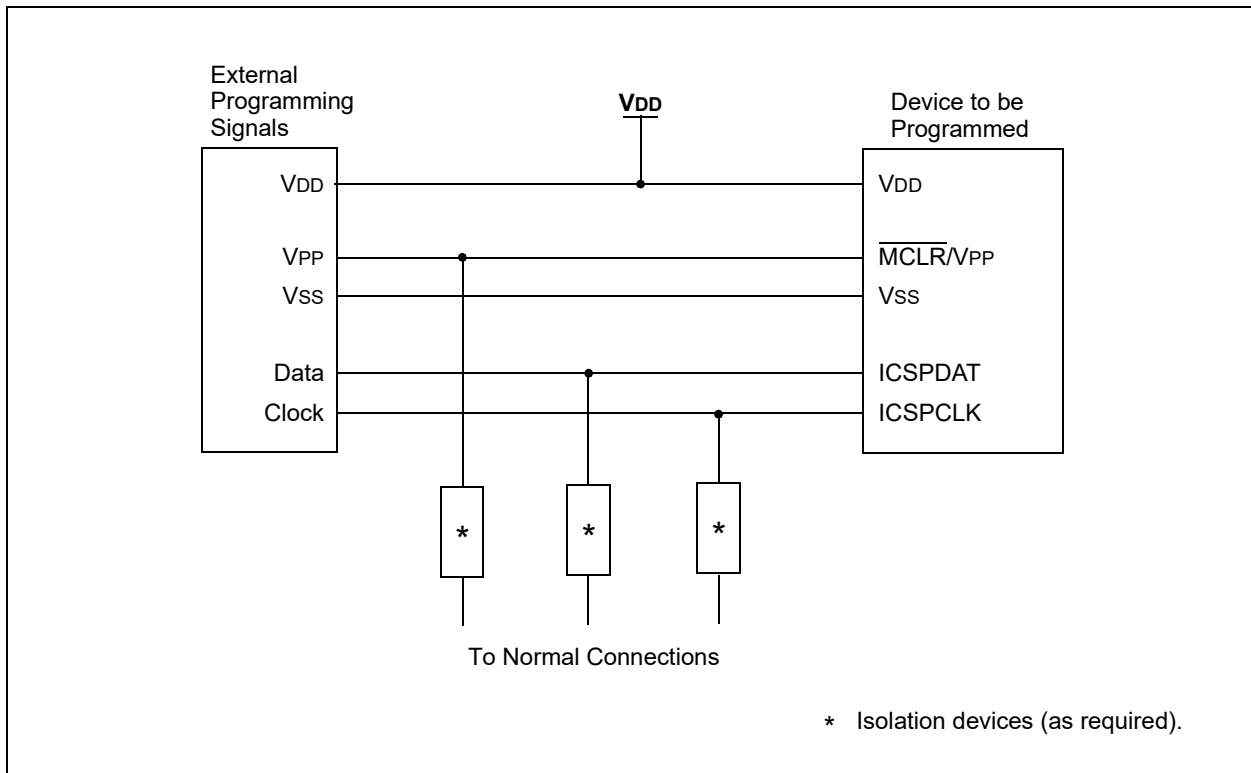 External
Programming
Signals
VDD
Device to be
Programmed
VDD
VDD
VPP
MCLR/VPP
VSS
VSS
Data
ICSPDAT
Clock
ICSPCLK
*
*
*
To Normal Connections
* Isolation devices (as required).